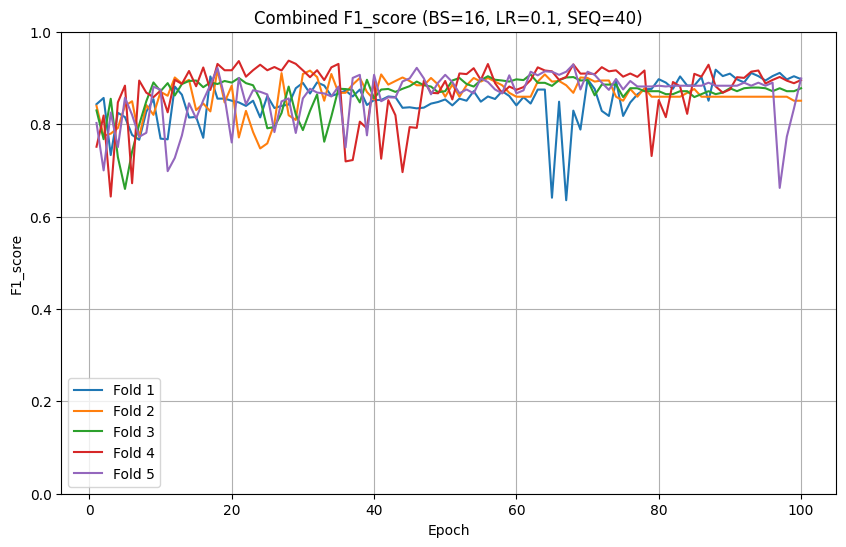 Combined F1_score (BS=16, LR=0.1, SEQ=40)
1.0
0.8
0.6
0.4
0.2
0.0
F1_score
Fold 1
Fold 2
Fold 3
Fold 4
Fold 5
0 20 40 60 80 100
Epoch